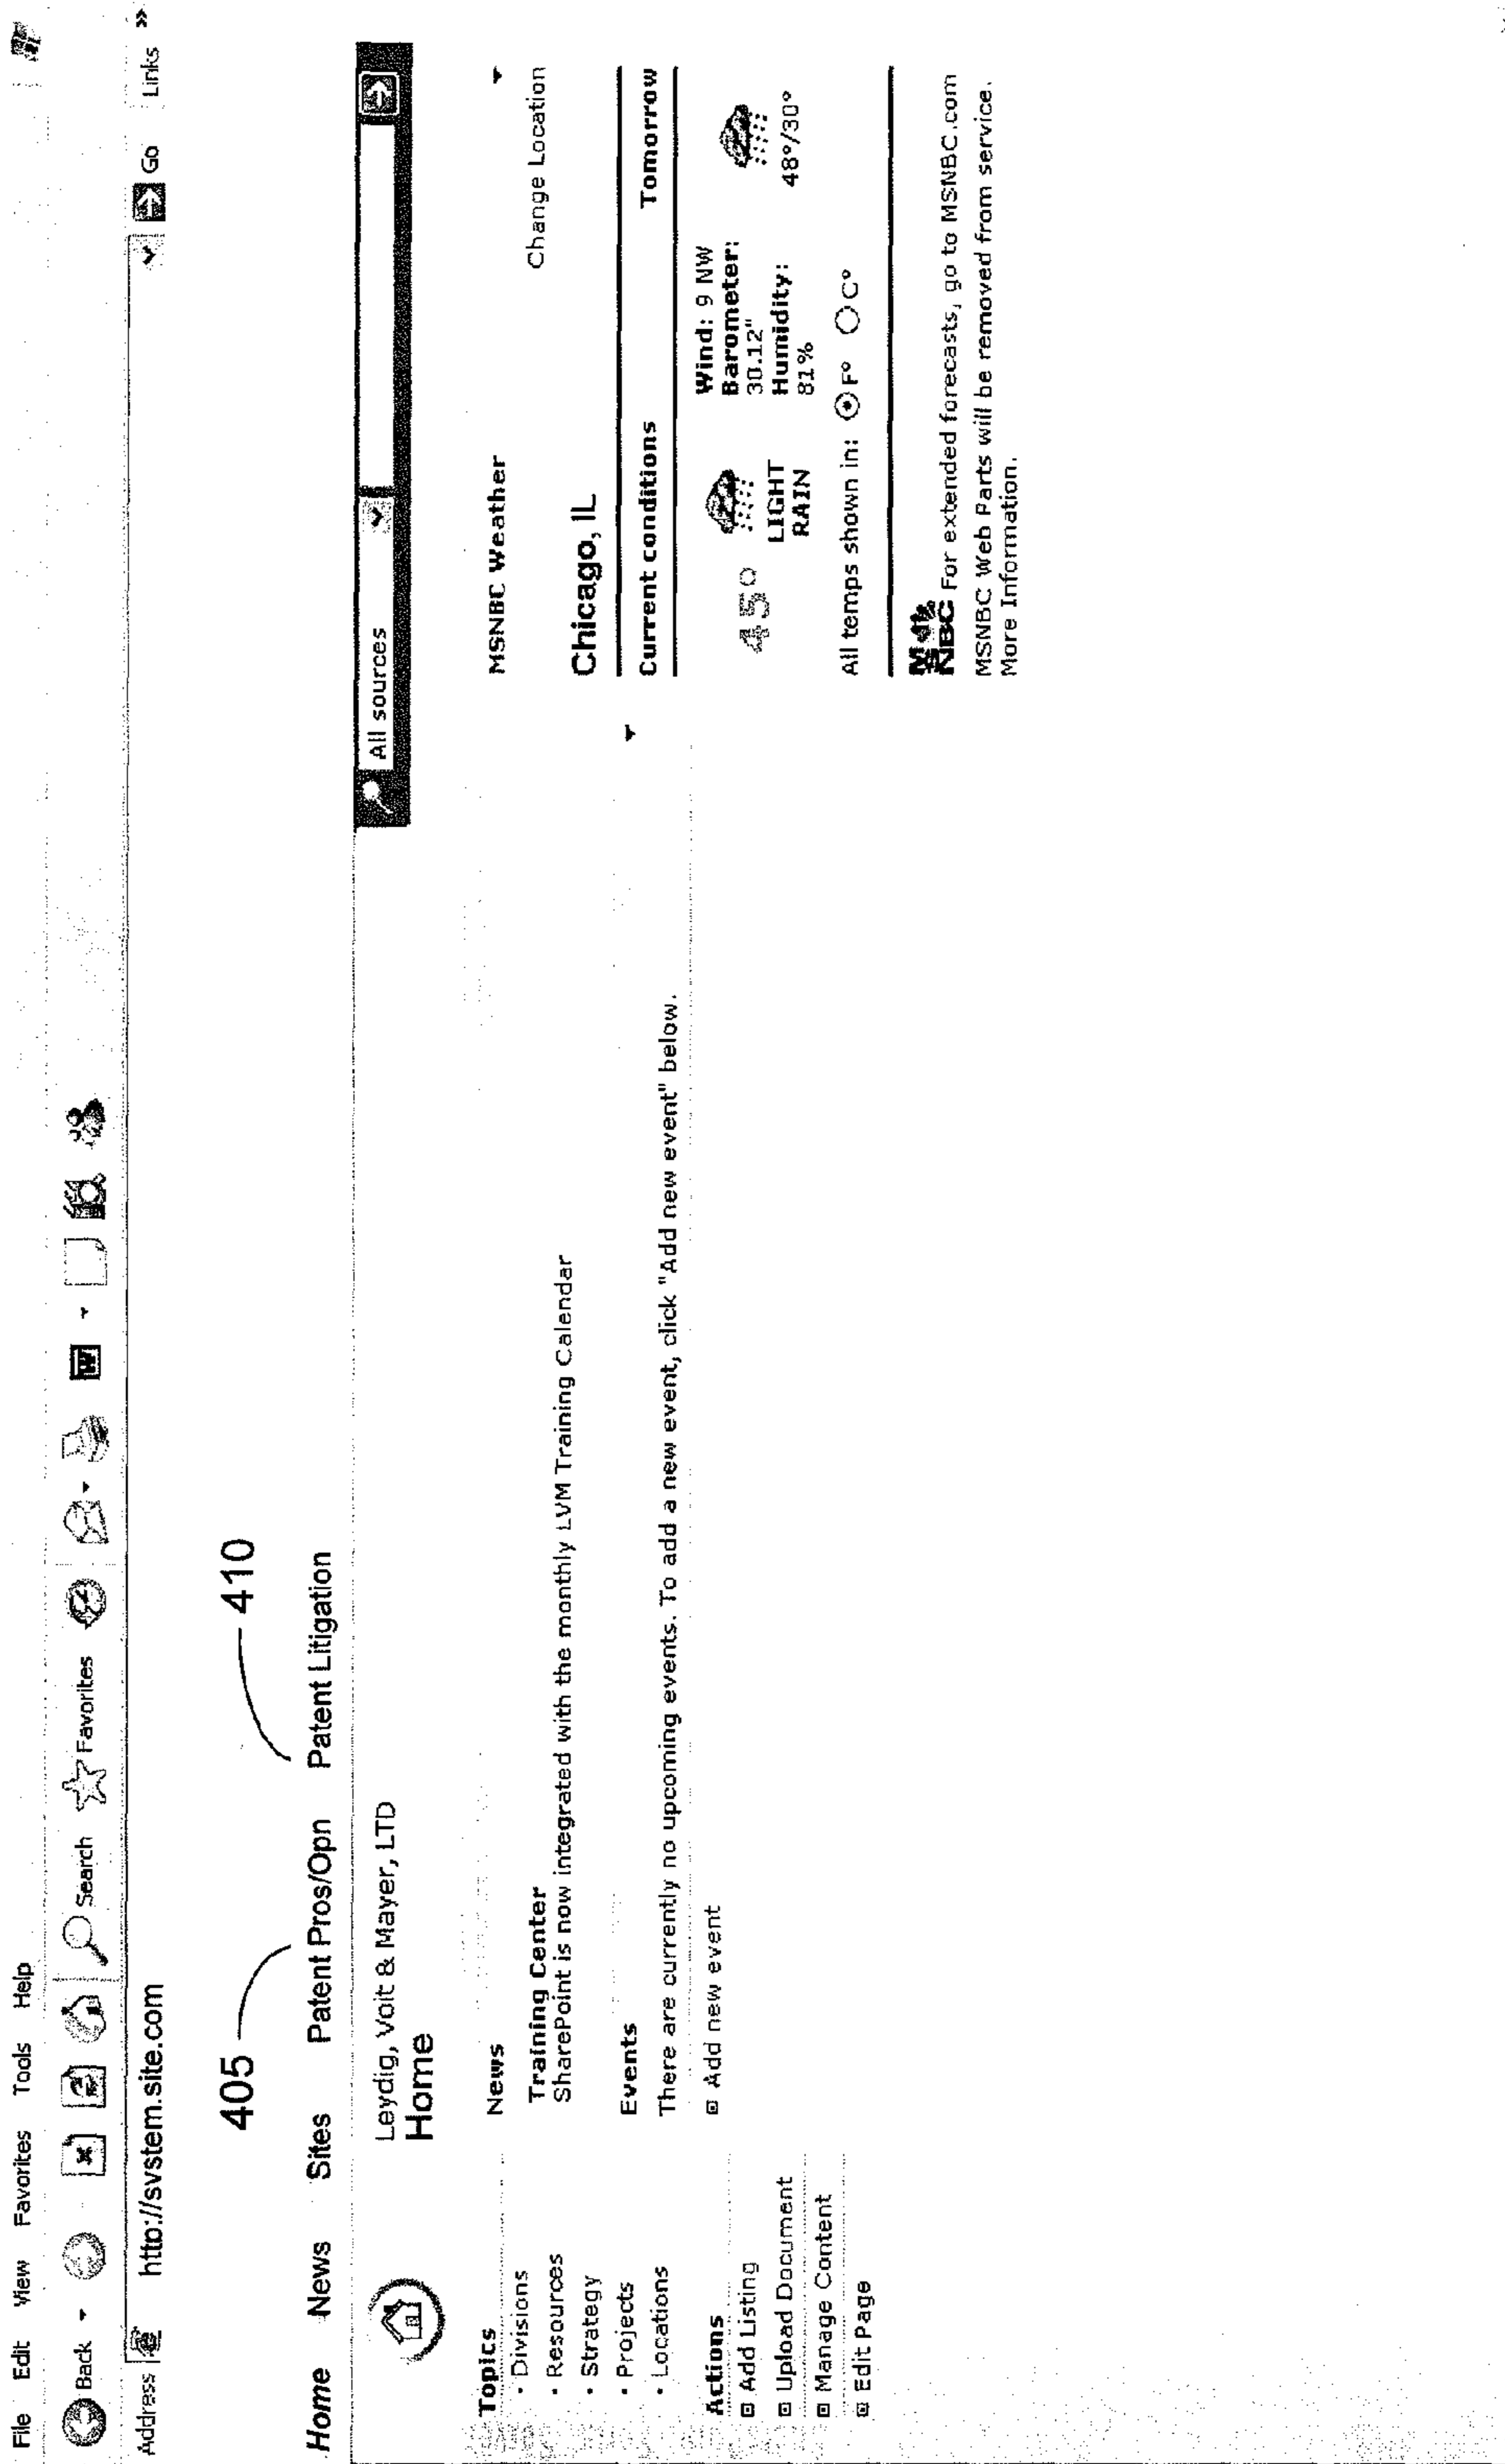 File Edit View Favorites Tools Help
Back Search Favorites
Address http://system.site.com Go Links »
405 410
Home News Sites Patent Pros/Opn Patent Litigation
Leydig, Voit & Mayer, LTD
Home
All sources
Topics
· Divisions
· Resources
· Strategy
· Projects
· Locations
Actions
Add Listing
Upload Document
Manage Content
Edit Page
News
Training Center
SharePoint is now integrated with the monthly LVM Training Calendar
Events
There are currently no upcoming events. To add a new event, click "Add new event" below.
Add new event
MSNBC Weather
Change Location
Chicago, IL
Current conditions Tomorrow
45°
LIGHT
RAIN
Wind: 9 NW
Barometer:
30.12"
Humidity:
81%
48°/30°
All temps shown in: F° C°
NBC For extended forecasts, go to MSNBC.com
MSNBC Web Parts will be removed from service.
More Information.